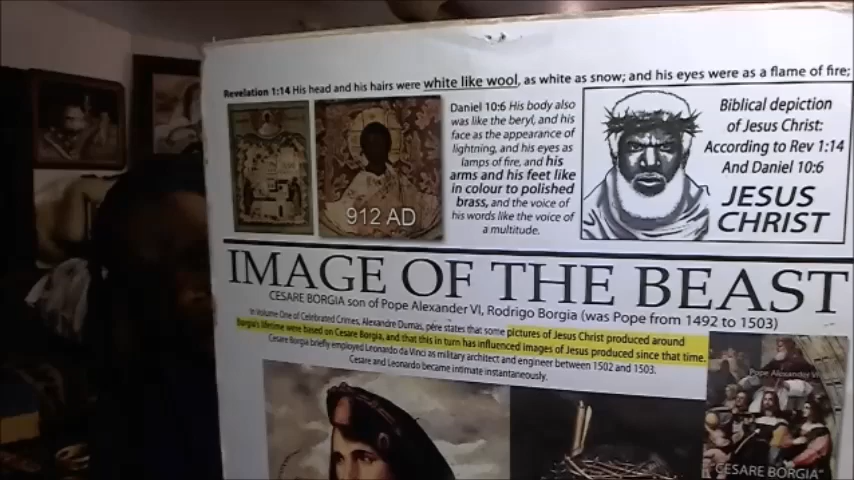 Revelation 1:14 His head and his hairs were white like wool, as white as snow; and his eyes were as a flame of fire;
912 AD
Daniel 10:6 His body also
was like the beryl, and his
face as the appearance of
lightning, and his eyes as
lamps of fire, and his
arms and his feet like
in colour to polished
brass, and the voice of
his words like the voice of
a multitude.
Biblical depiction
of Jesus Christ:
According to Rev 1:14
And Daniel 10:6
JESUS
CHRIST
IMAGE OF THE BEAST
CESARE BORGIA son of Pope Alexander VI, Rodrigo Borgia (was Pope from 1492 to 1503)
In Volume One of Celebrated Crimes, Alexandre Dumas, père states that some pictures of Jesus Christ produced around
Borgia's lifetime were based on Cesare Borgia, and that this in turn has influenced images of Jesus produced since that time.
Cesare Borgia briefly employed Leonardo da Vinci as military architect and engineer between 1502 and 1503.
Cesare and Leonardo became intimate instantaneously.
Pope Alexander VI
"CESARE BORGIA"